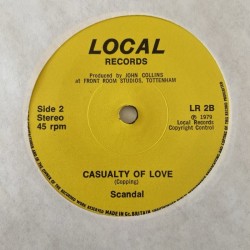 LOCAL
RECORDS
Produced by JOHN COLLINS
at FRONT ROOM STUDIOS, TOTTENHAM
Side 2
Stereo
45 rpm
LR 2B
℗ 1979
Local Records
Copyright Control
CASUALTY OF LOVE
(Copping)
Scandal
MADE IN Gt. BRITAIN